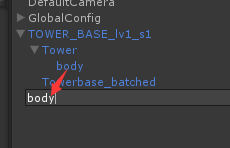 DefaultCamera
GlobalConfig
TOWER_BASE_lv1_s1
Tower
body
Towerbase_batched
body